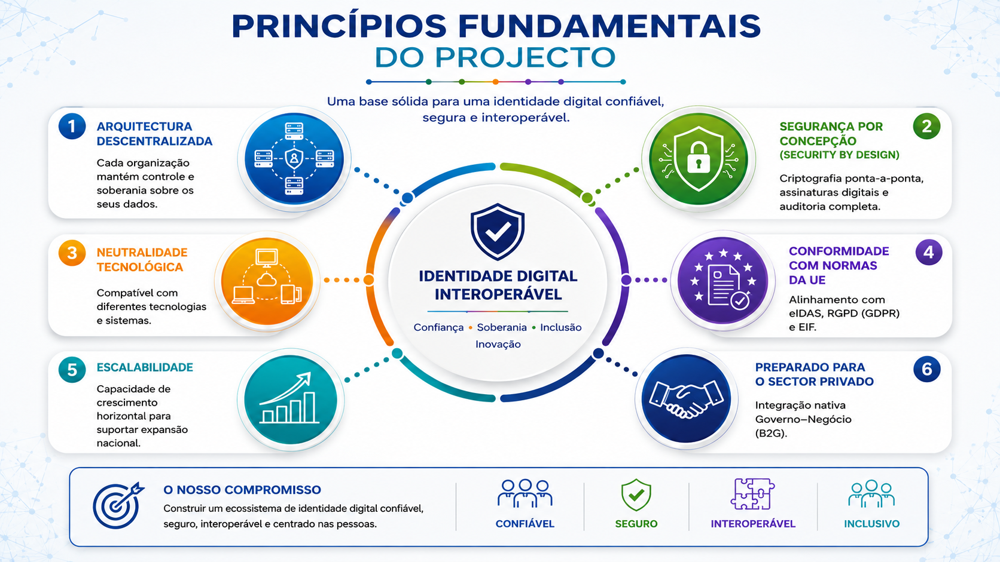 PRINCÍPIOS FUNDAMENTAIS
DO PROJECTO
Uma base sólida para uma identidade digital confiável,
segura e interoperável.
1
ARQUITECTURA
DESCENTRALIZADA
Cada organização
mantém controle e
soberania sobre os
seus dados.
2
SEGURANÇA POR
CONCEPÇÃO
(SECURITY BY DESIGN)
Criptografia ponta-a-ponta,
assinaturas digitais e
auditoria completa.
3
NEUTRALIDADE
TECNOLÓGICA
Compatível com
diferentes tecnologias
e sistemas.
4
CONFORMIDADE
COM NORMAS
DA UE
Alinhamento com
eIDAS, RGPD (GDPR)
e EIF.
5
ESCALABILIDADE
Capacidade de
crescimento
horizontal para
suportar expansão
nacional.
6
PREPARADO PARA
O SECTOR PRIVADO
Integração nativa
Governo–Negócio
(B2G).
IDENTIDADE DIGITAL
INTEROPERÁVEL
Confiança • Soberania • Inclusão
Inovação
O NOSSO COMPROMISSO
Construir um ecossistema de identidade digital confiável,
seguro, interoperável e centrado nas pessoas.
CONFIÁVEL
SEGURO
INTEROPERÁVEL
INCLUSIVO